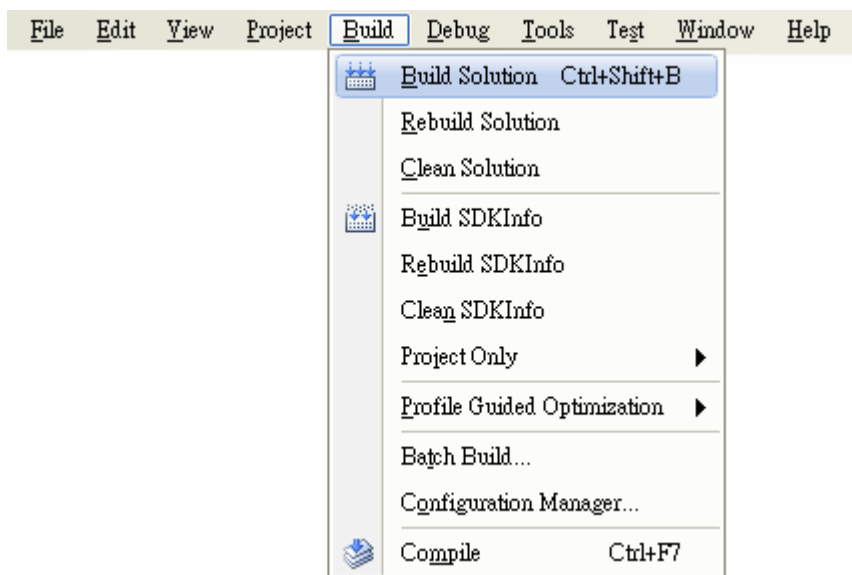 File Edit View Project Build Debug Tools Test Window Help
Build Solution Ctrl+Shift+B
Rebuild Solution
Clean Solution
Build SDKInfo
Rebuild SDKInfo
Clean SDKInfo
Project Only
Profile Guided Optimization
Batch Build...
Configuration Manager...
Compile Ctrl+F7